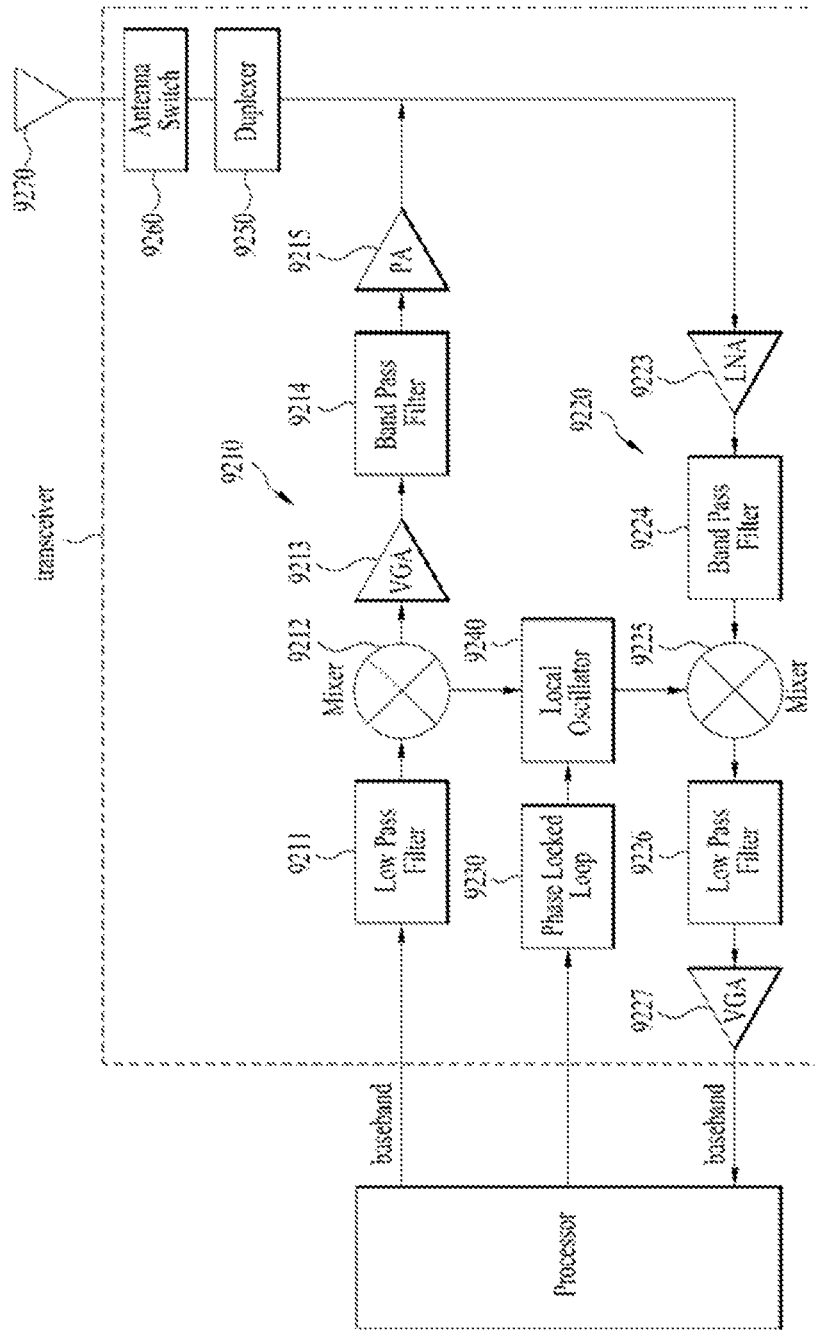 transceiver
9270
Antenna
Switch
9260
Duplexer
9250
9210
baseband
Low Pass
Filter
9211
Mixer
9212
VGA
9213
Band Pass
Filter
9214
PA
9215
Processor
Phase Locked
Loop
9230
Local
Oscillator
9240
9220
baseband
VGA
9227
Low Pass
Filter
9226
Mixer
9225
Band Pass
Filter
9224
LNA
9223